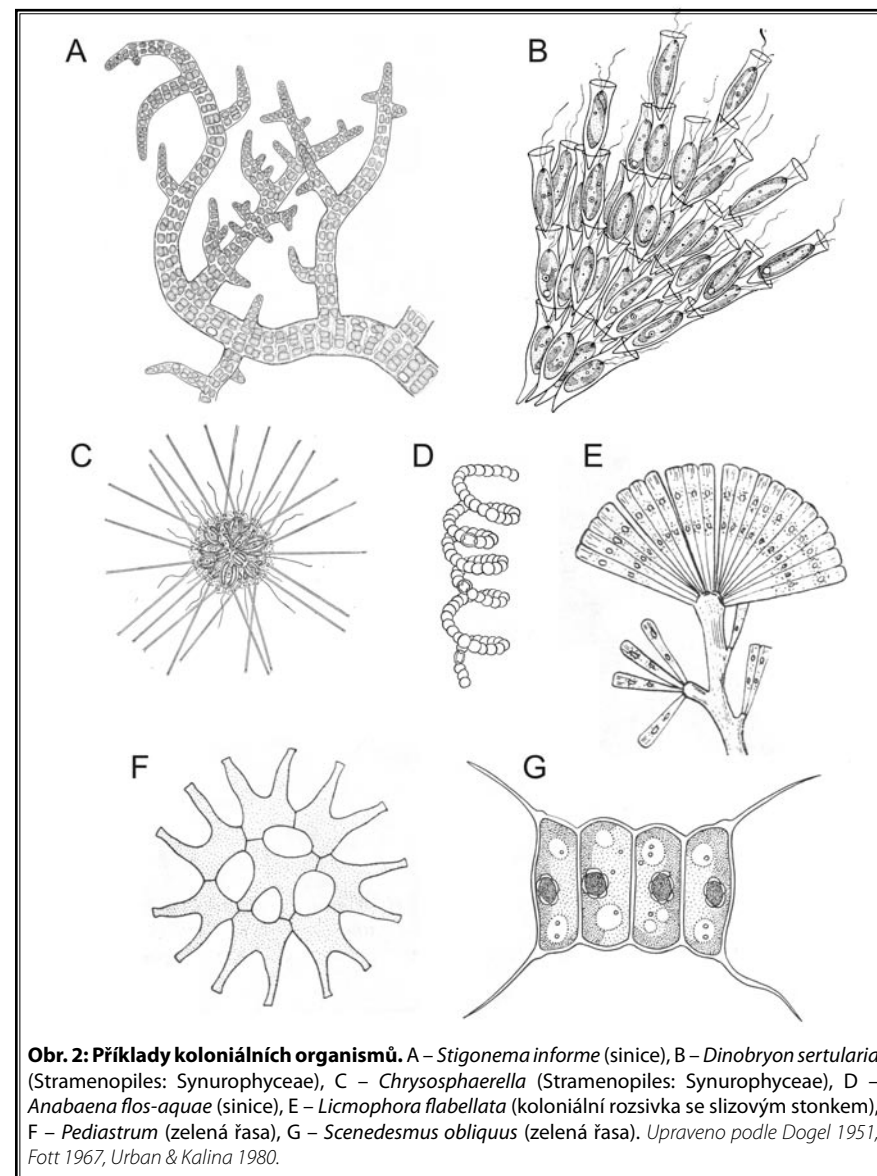 A
B
C
D
E
F
G
Obr. 2: Příklady koloniálních organismů. A – Stigonema informe (sinice), B – Dinobryon sertularia
(Stramenopiles: Synurophyceae), C – Chrysosphaerella (Stramenopiles: Synurophyceae), D –
Anabaena flos-aquae (sinice), E – Licmophora flabellata (koloniální rozsivka se slizovým stonkem),
F – Pediastrum (zelená řasa), G – Scenedesmus obliquus (zelená řasa). Upraveno podle Dogel 1951,
Fott 1967, Urban & Kalina 1980.